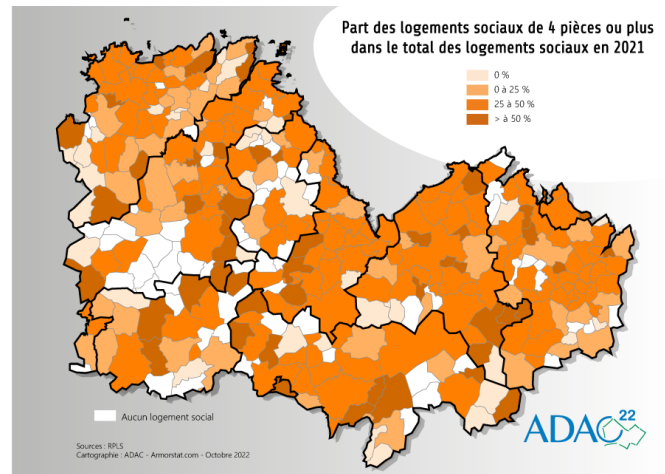 Part des logements sociaux de 4 pièces ou plus
dans le total des logements sociaux en 2021
0 %
0 à 25 %
25 à 50 %
> à 50 %
Aucun logement social
Sources : RPLS
Cartographie : ADAC - Armorstat.com - Octobre 2022
ADAC 22